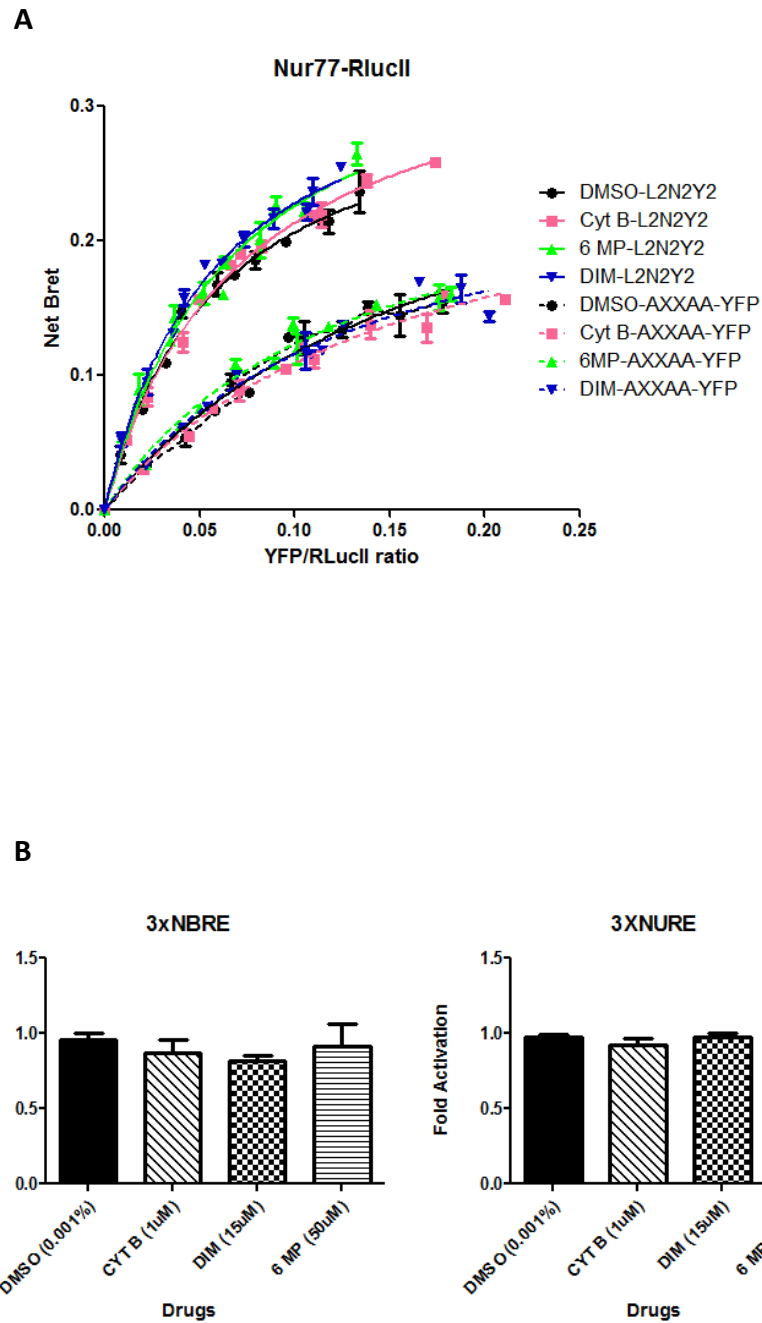 A
Nur77-RlucII
0.3
0.2
0.1
0.0
Net Bret
0.00 0.05 0.10 0.15 0.20 0.25
YFP/RLucII ratio
DMSO-L2N2Y2
Cyt B-L2N2Y2
6 MP-L2N2Y2
DIM-L2N2Y2
DMSO-AXXAA-YFP
Cyt B-AXXAA-YFP
6MP-AXXAA-YFP
DIM-AXXAA-YFP
B
3xNBRE
1.5
1.0
0.5
0.0
DMSO (0.001%)
CYT B (1uM)
DIM (15uM)
6 MP (50uM)
Drugs
3XNURE
Fold Activation
1.5
1.0
0.5
0.0
DMSO (0.001%)
CYT B (1uM)
DIM (15uM)
6 MP
Drugs